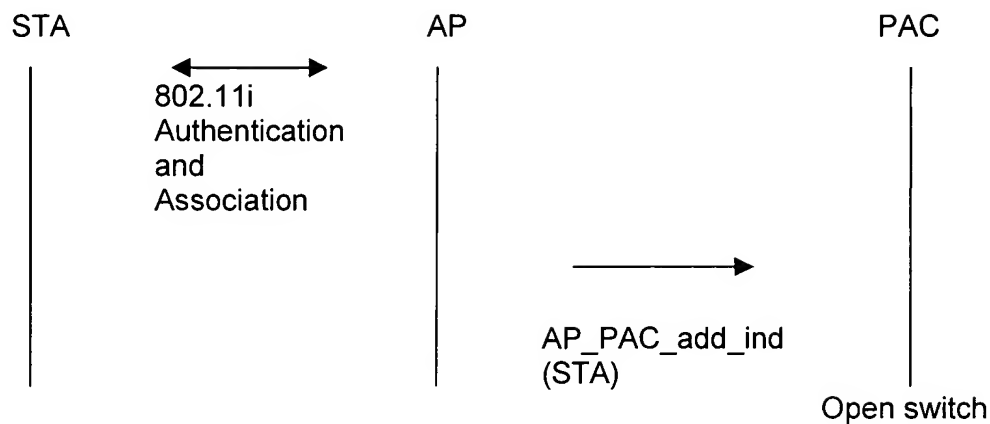 STA
AP
PAC
802.11i
Authentication
and
Association
AP_PAC_add_ind
(STA)
Open switch